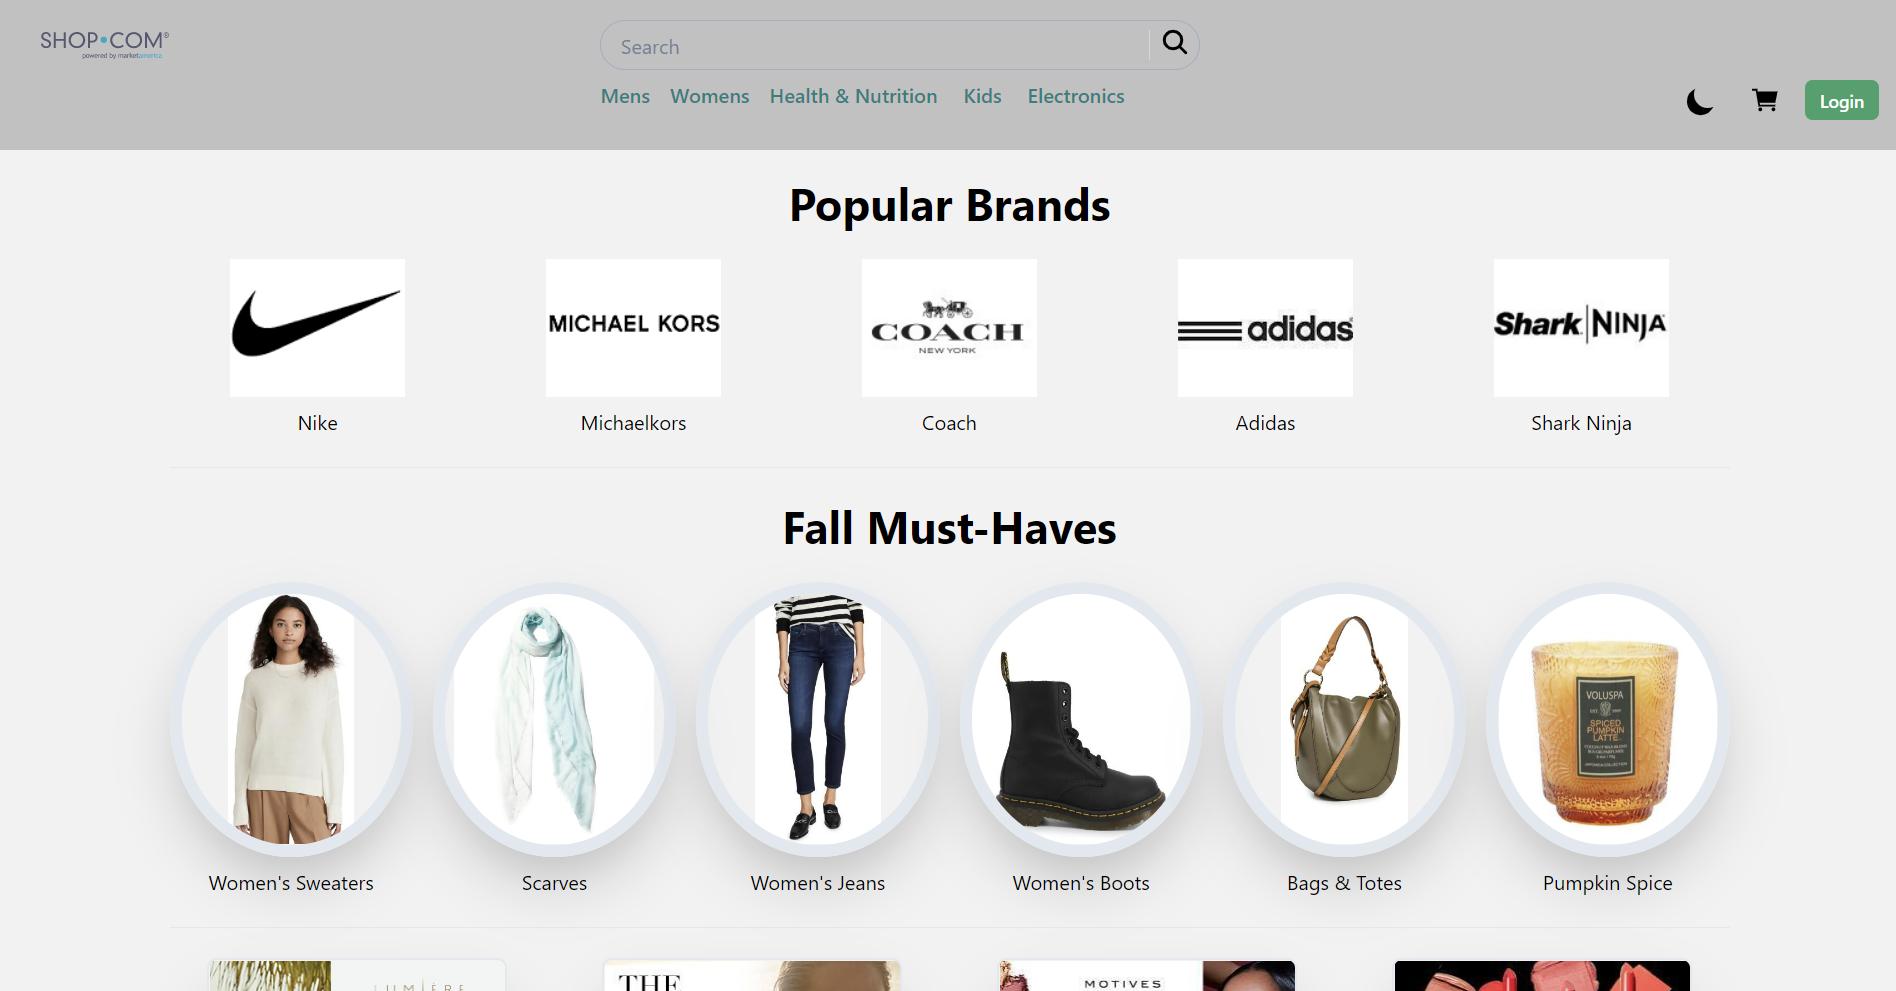 SHOP•COM®
powered by marketamerica
Search
Mens Womens Health & Nutrition Kids Electronics
Login
Popular Brands
MICHAEL KORS
COACH
NEW YORK
adidas
Shark NINJA
Nike
Michaelkors
Coach
Adidas
Shark Ninja
Fall Must-Haves
VOLUSPA
SPICED
PUMPKIN
LATTE
Women's Sweaters
Scarves
Women's Jeans
Women's Boots
Bags & Totes
Pumpkin Spice
LUMIÈRE
THE
MOTIVES